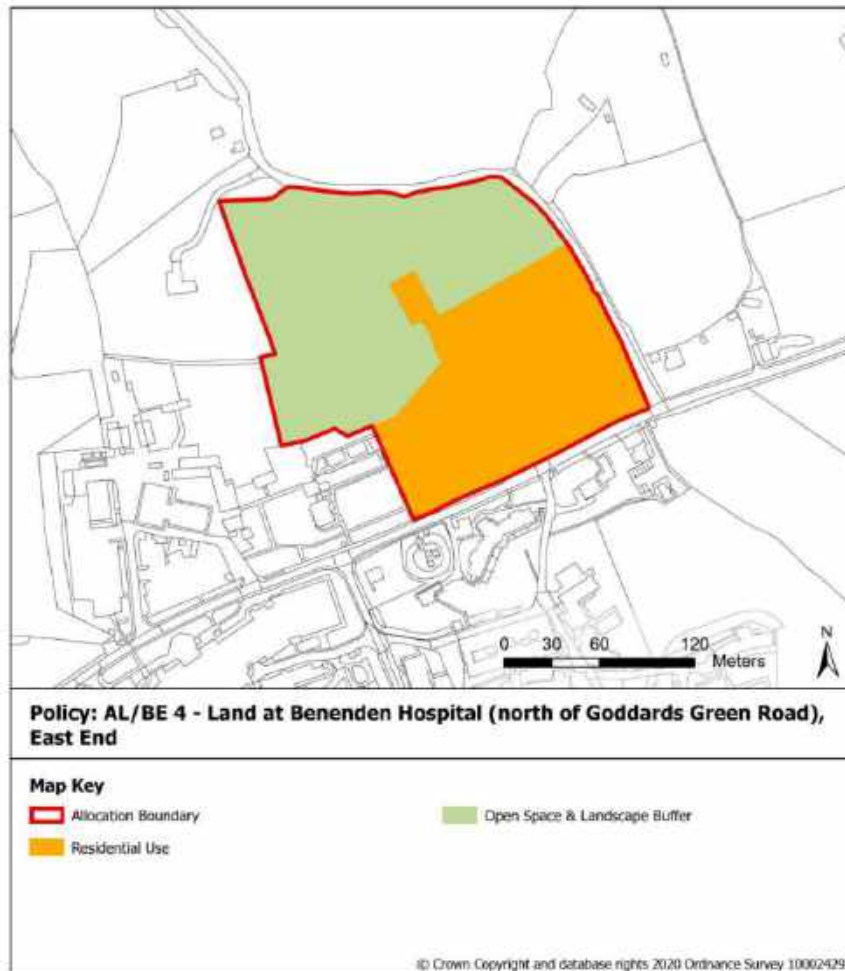 N
0 30 60 120
Meters
Policy: AL/BE 4 - Land at Benenden Hospital (north of Goddards Green Road),
East End
Map Key
Allocation Boundary
Open Space & Landscape Buffer
Residential Use
© Crown Copyright and database rights 2020 Ordnance Survey 10002429